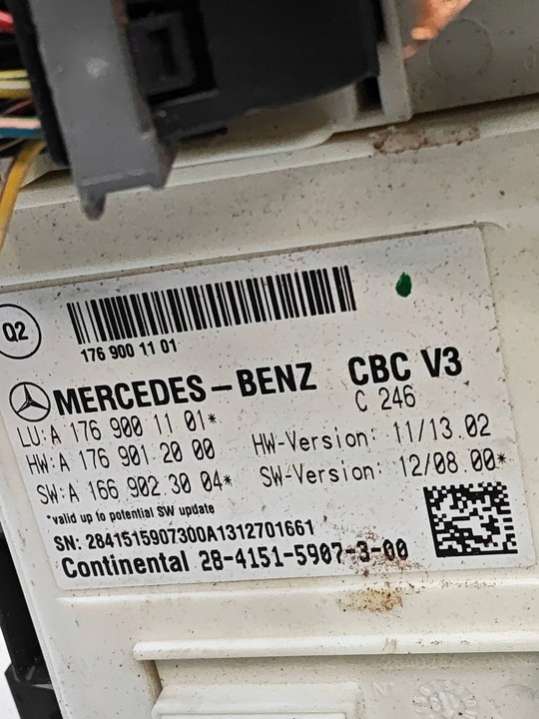 Q2
176 900 11 01
MERCEDES-BENZ CBC V3
C 246
LU: A 176 900 11 01*
HW: A 176 901 20 00 HW-Version: 11/13.02
SW: A 166 902 30 04* SW-Version: 12/08.00*
*valid up to potential SW update
SN: 2841515907300A1312701661
Continental 28-4151-5907-3-00